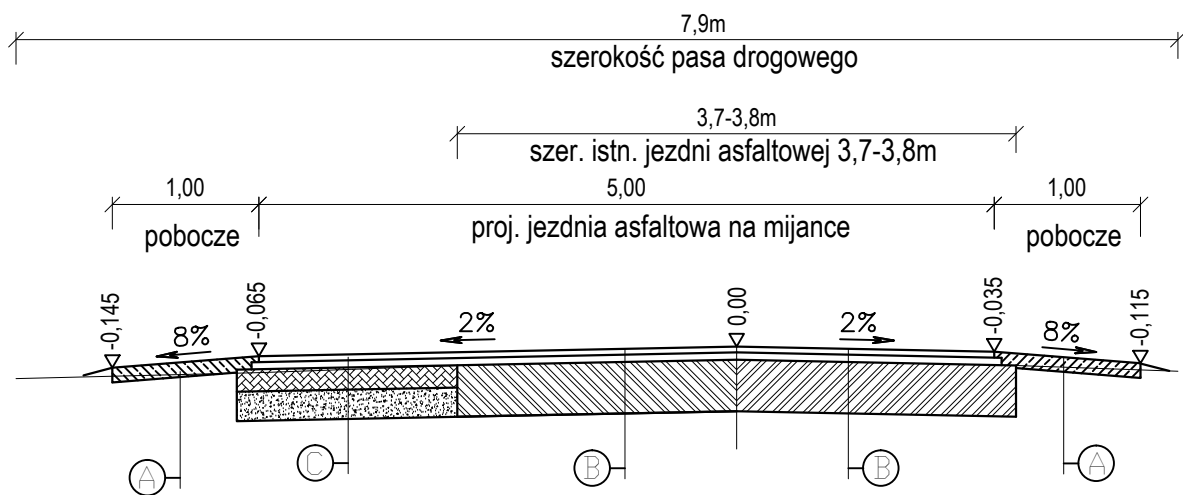 7,9m
szerokość pasa drogowego
3,7-3,8m
szer. istn. jezdni asfaltowej 3,7-3,8m
1,00 5,00 1,00
pobocze proj. jezdnia asfaltowa na mijance pobocze
-0,145 -0,065 0,00 -0,035 -0,115
8% 2% 2% 8%
A C B B A